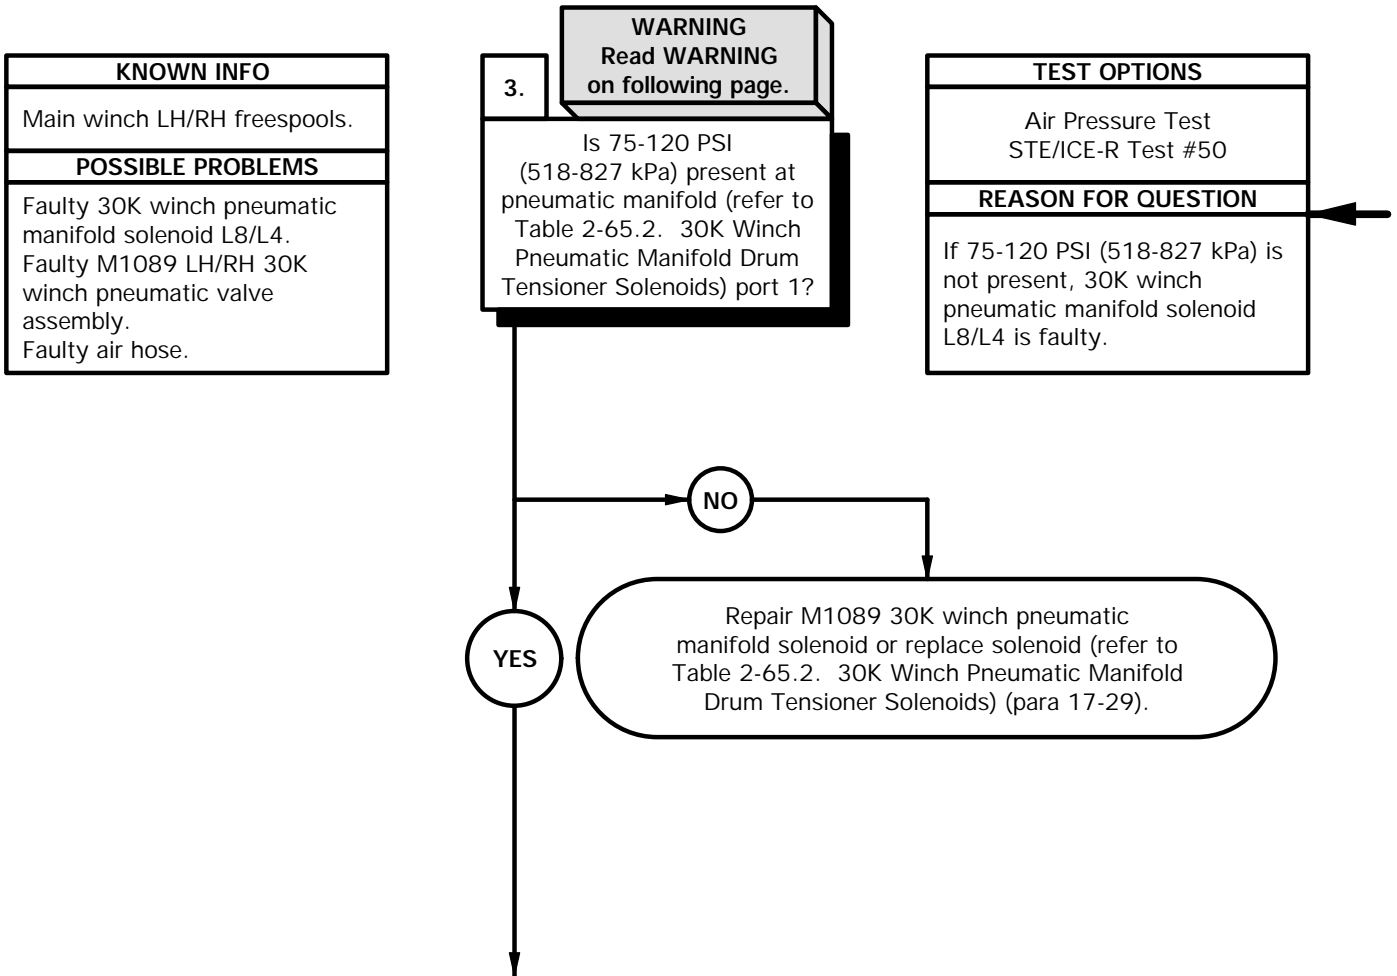 KNOWN INFO
Main winch LH/RH freespools.
POSSIBLE PROBLEMS
Faulty 30K winch pneumatic
manifold solenoid L8/L4.
Faulty M1089 LH/RH 30K
winch pneumatic valve
assembly.
Faulty air hose.
WARNING
Read WARNING
on following page.
3.
Is 75-120 PSI
(518-827 kPa) present at
pneumatic manifold (refer to
Table 2-65.2. 30K Winch
Pneumatic Manifold Drum
Tensioner Solenoids) port 1?
TEST OPTIONS
Air Pressure Test
STE/ICE-R Test #50
REASON FOR QUESTION
If 75-120 PSI (518-827 kPa) is
not present, 30K winch
pneumatic manifold solenoid
L8/L4 is faulty.
NO
YES
Repair M1089 30K winch pneumatic
manifold solenoid or replace solenoid (refer to
Table 2-65.2. 30K Winch Pneumatic Manifold
Drum Tensioner Solenoids) (para 17-29).